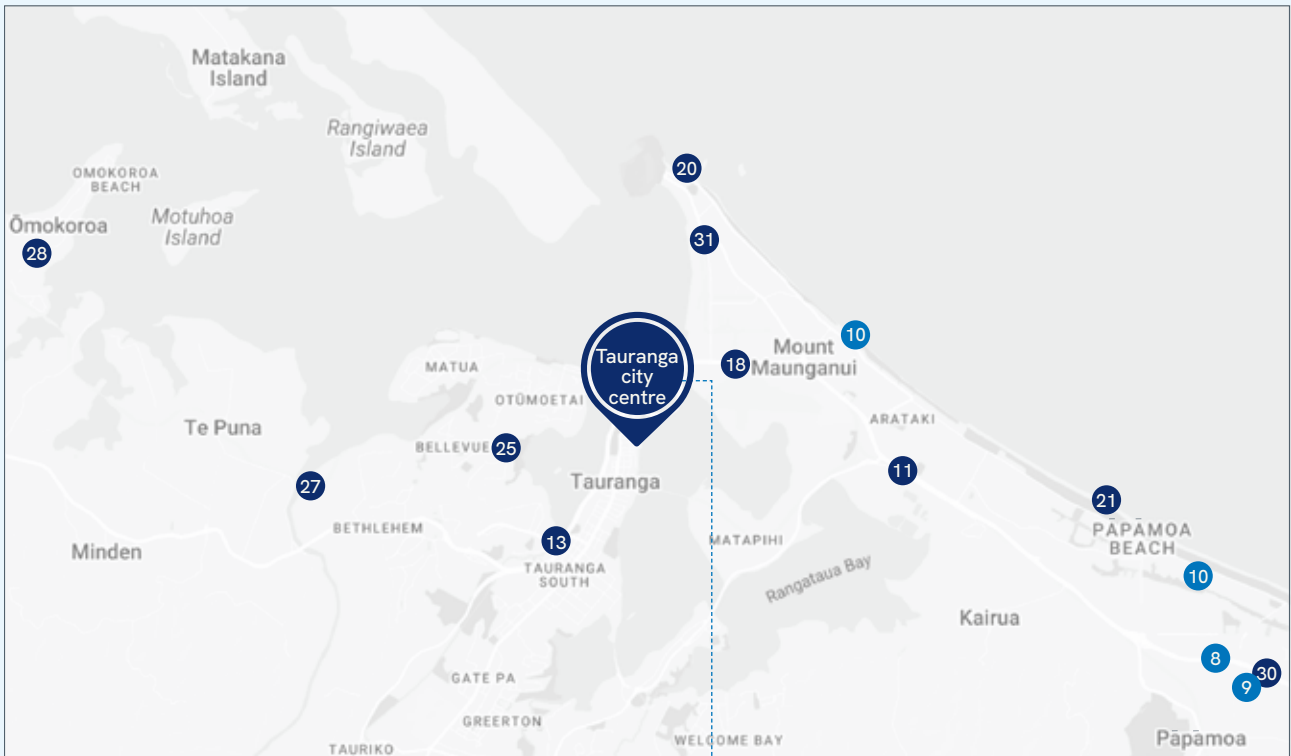 Matakana
Island
Rangiwaea
Island
20
OMOKOROA
BEACH
Ōmokoroa
Motuhoa
Island
28
31
Tauranga
city
centre
10
Mount
Maunganui
18
MATUA
OTŪMOETAI
ARATAKI
Te Puna
BELLEVUE
25
11
Tauranga
27
21
BETHLEHEM
PĀPĀMOA
BEACH
Minden
13
MATAPIHI
TAURANGA
SOUTH
Rangataua Bay
10
Kairua
8
30
9
GATE PA
GREERTON
WELCOME BAY
Pāpāmoa
TAURIKO